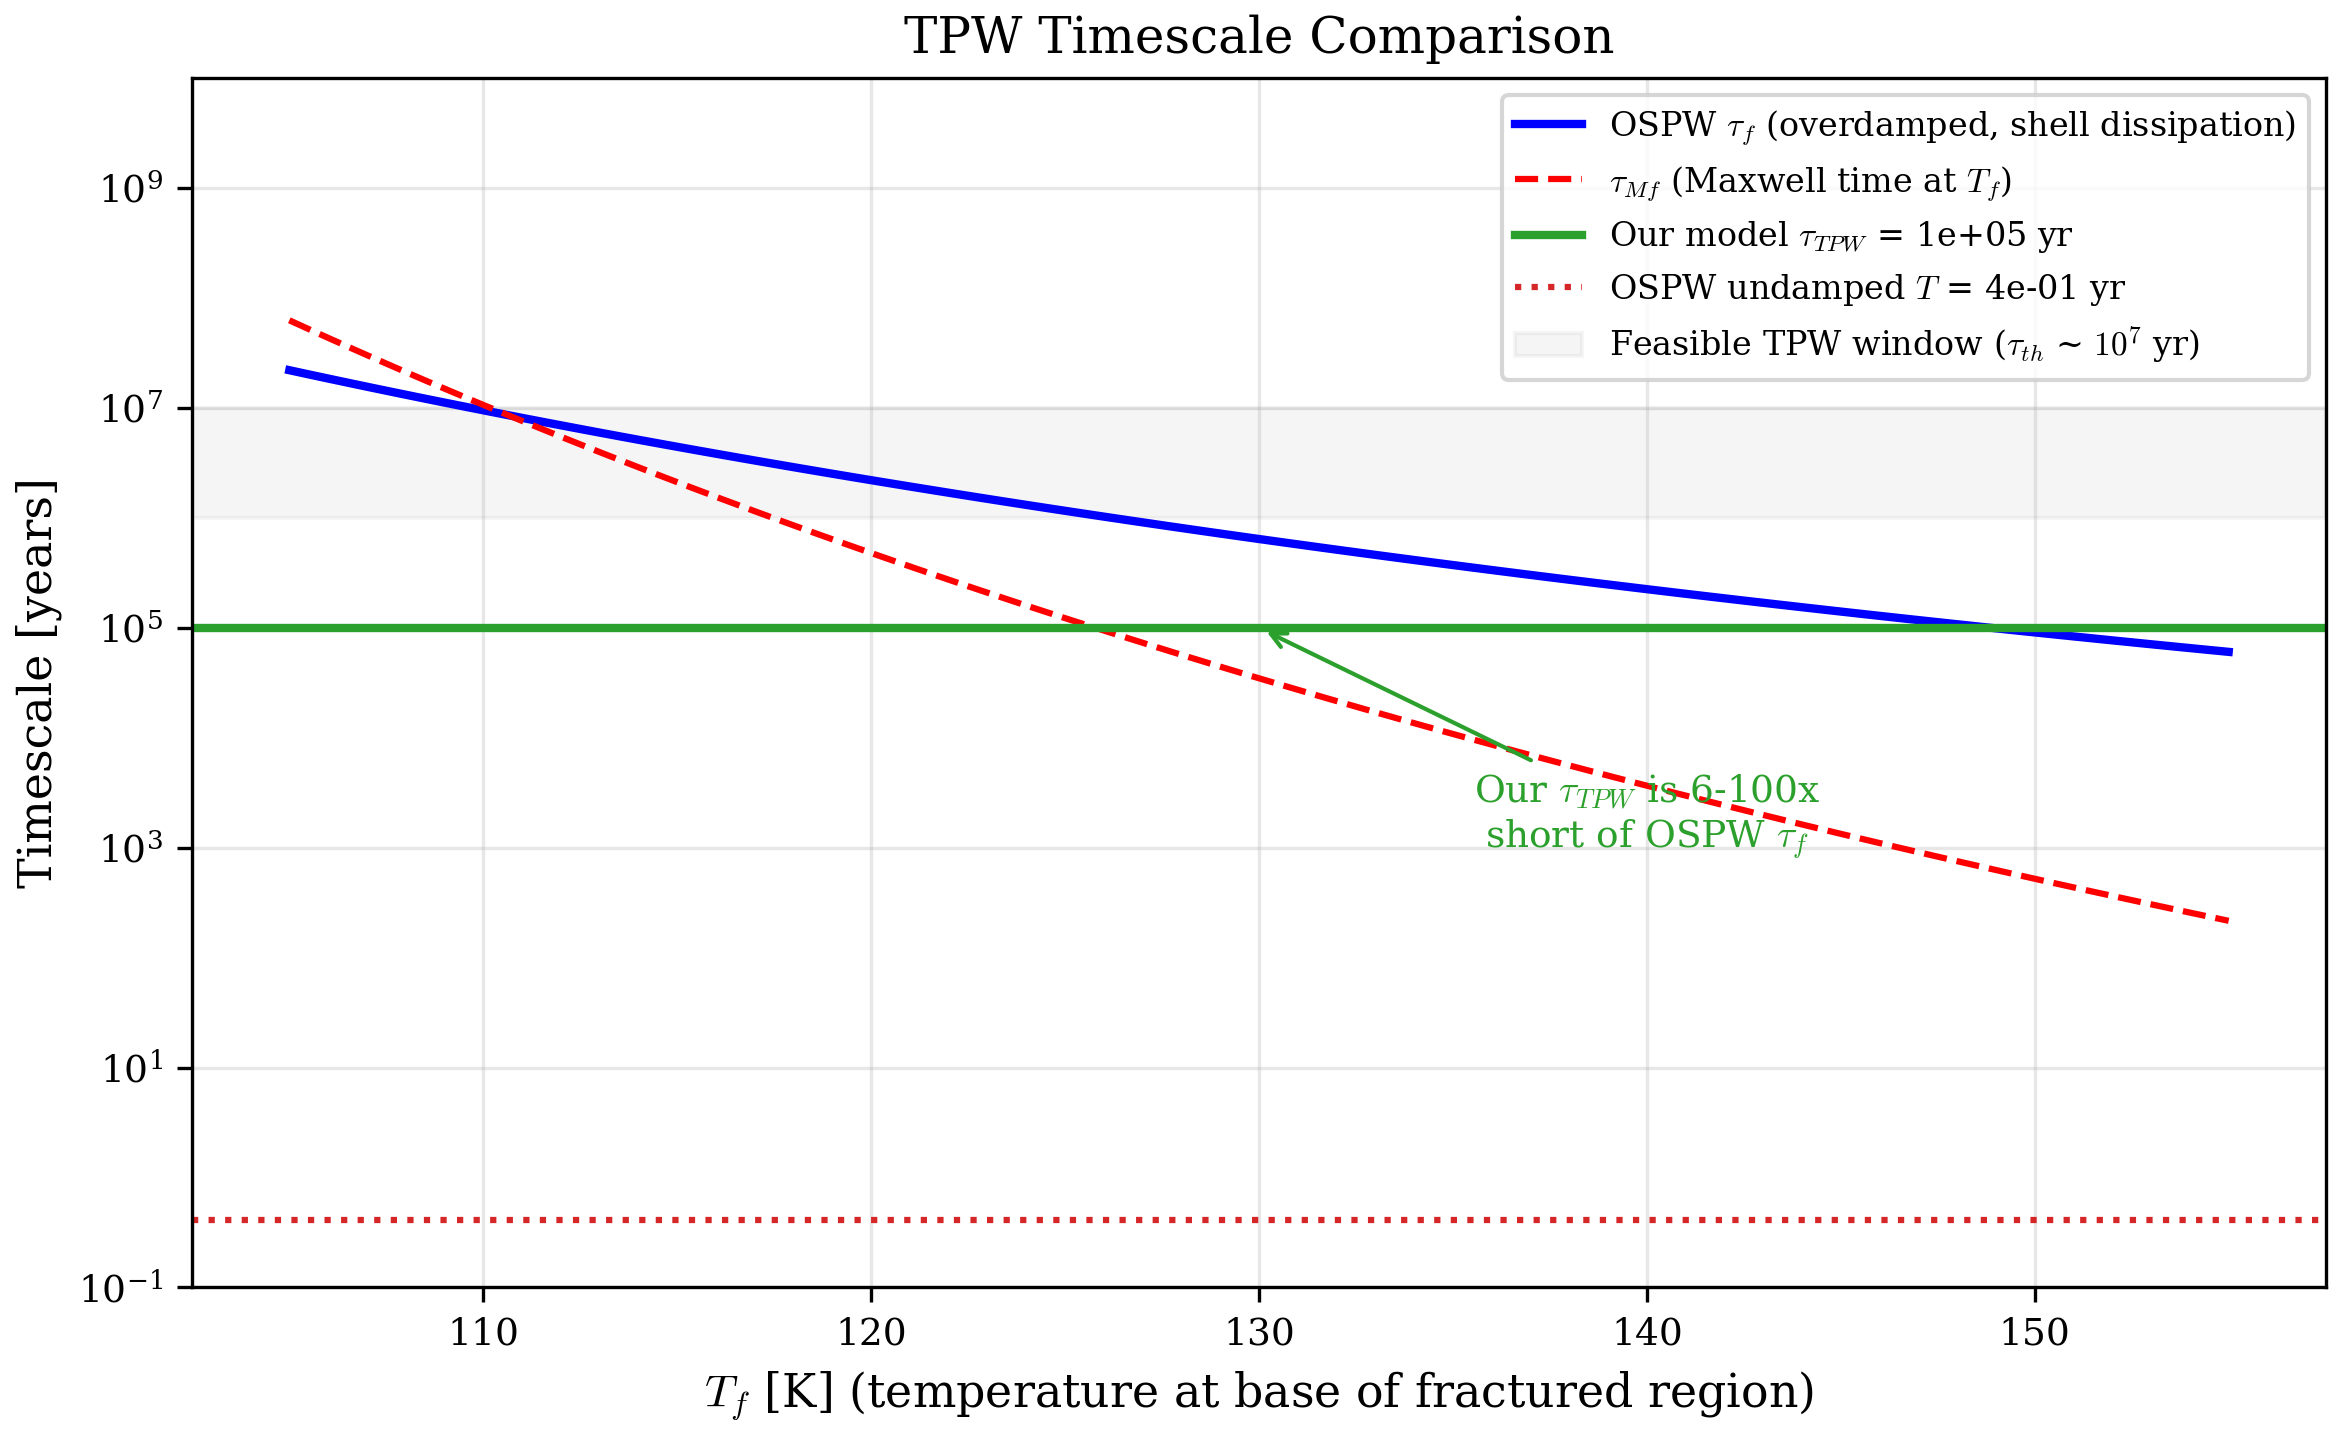 TPW Timescale Comparison
OSPW τ_f (overdamped, shell dissipation)
τ_Mf (Maxwell time at T_f)
Our model τ_TPW = 1e+05 yr
OSPW undamped T = 4e-01 yr
Feasible TPW window (τ_th ~ 10^7 yr)
Timescale [years]
10^9
10^7
10^5
10^3
10^1
10^−1
Our τ_TPW is 6-100x
short of OSPW τ_f
110
120
130
140
150
T_f [K] (temperature at base of fractured region)